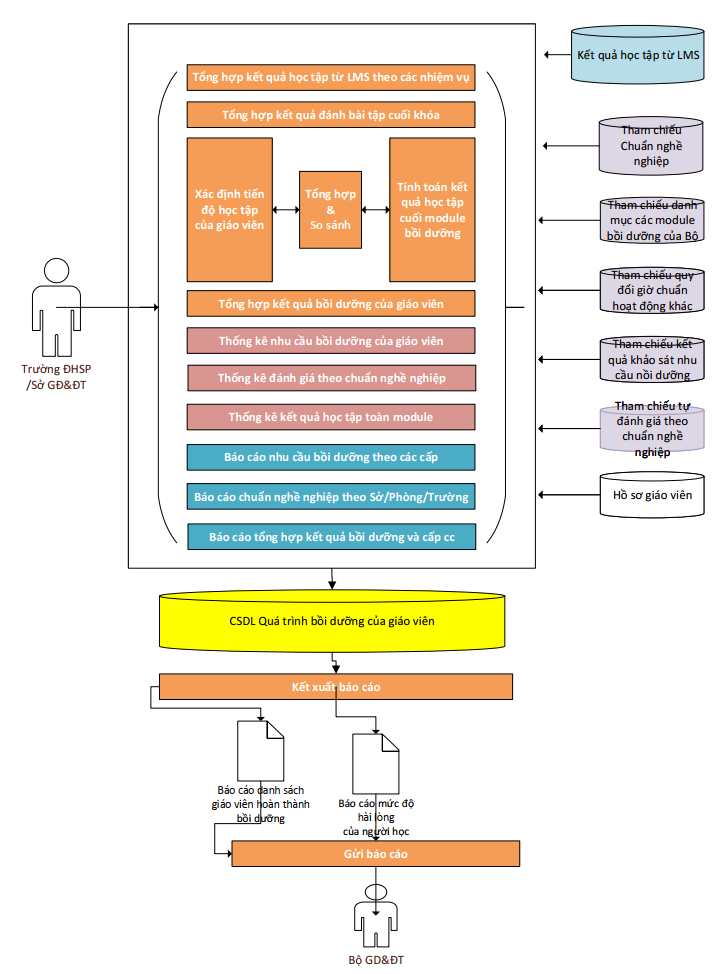 Kết quả học tập từ LMS
Tổng hợp kết quả học tập từ LMS theo các nhiệm vụ
Tổng hợp kết quả đánh bài tập cuối khóa
Xác định tiến
độ học tập
của giáo viên
Tổng hợp
&
So sánh
Tính toán kết
quả học tập
cuối module
bồi dưỡng
Tham chiếu
Chuẩn nghề
nghiệp
Tham chiếu danh
mục các module
bồi dưỡng của Bộ
Tham chiếu quy
đổi giờ chuẩn
hoạt động khác
Tham chiếu kết
quả khảo sát nhu
cầu nồi dưỡng
Tham chiếu tự
đánh giá theo
chuẩn nghề
nghiệp
Hồ sơ giáo viên
Trường ĐHSP
/Sở GĐ&ĐT
Tổng hợp kết quả bồi dưỡng của giáo viên
Thống kê nhu cầu bồi dưỡng của giáo viên
Thống kê đánh giá theo chuẩn nghề nghiệp
Thống kê kết quả học tập toàn module
Báo cáo nhu cầu bồi dưỡng theo các cấp
Báo cáo chuẩn nghề nghiệp theo Sở/Phòng/Trường
Báo cáo tổng hợp kết quả bồi dưỡng và cấp cc
CSDL Quá trình bồi dưỡng của giáo viên
Kết xuất báo cáo
Báo cáo danh sách
giáo viên hoàn thành
bồi dưỡng
Báo cáo mức độ
hài lòng
của người học
Gửi báo cáo
Bộ GD&ĐT